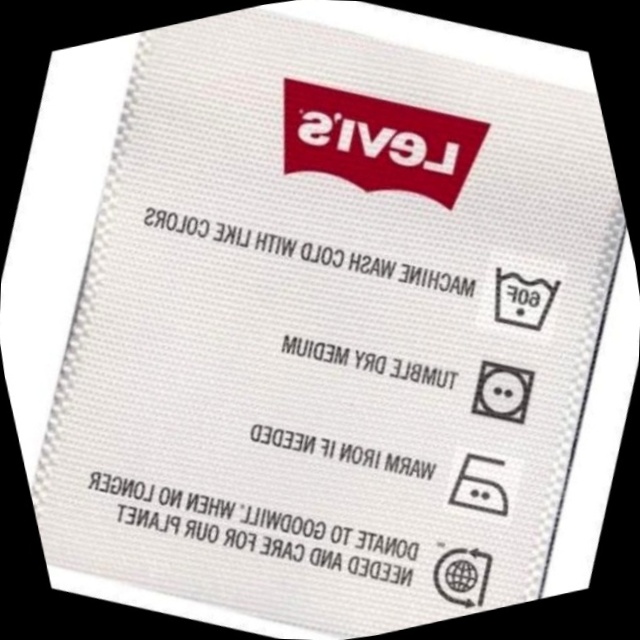 LEVI'S
60F
MACHINE WASH COLD WITH LIKE COLORS
TUMBLE DRY MEDIUM
WARM IRON IF NEEDED
DONATE TO GOODWILL, WHEN NO LONGER
NEEDED AND CARE FOR OUR PLANET